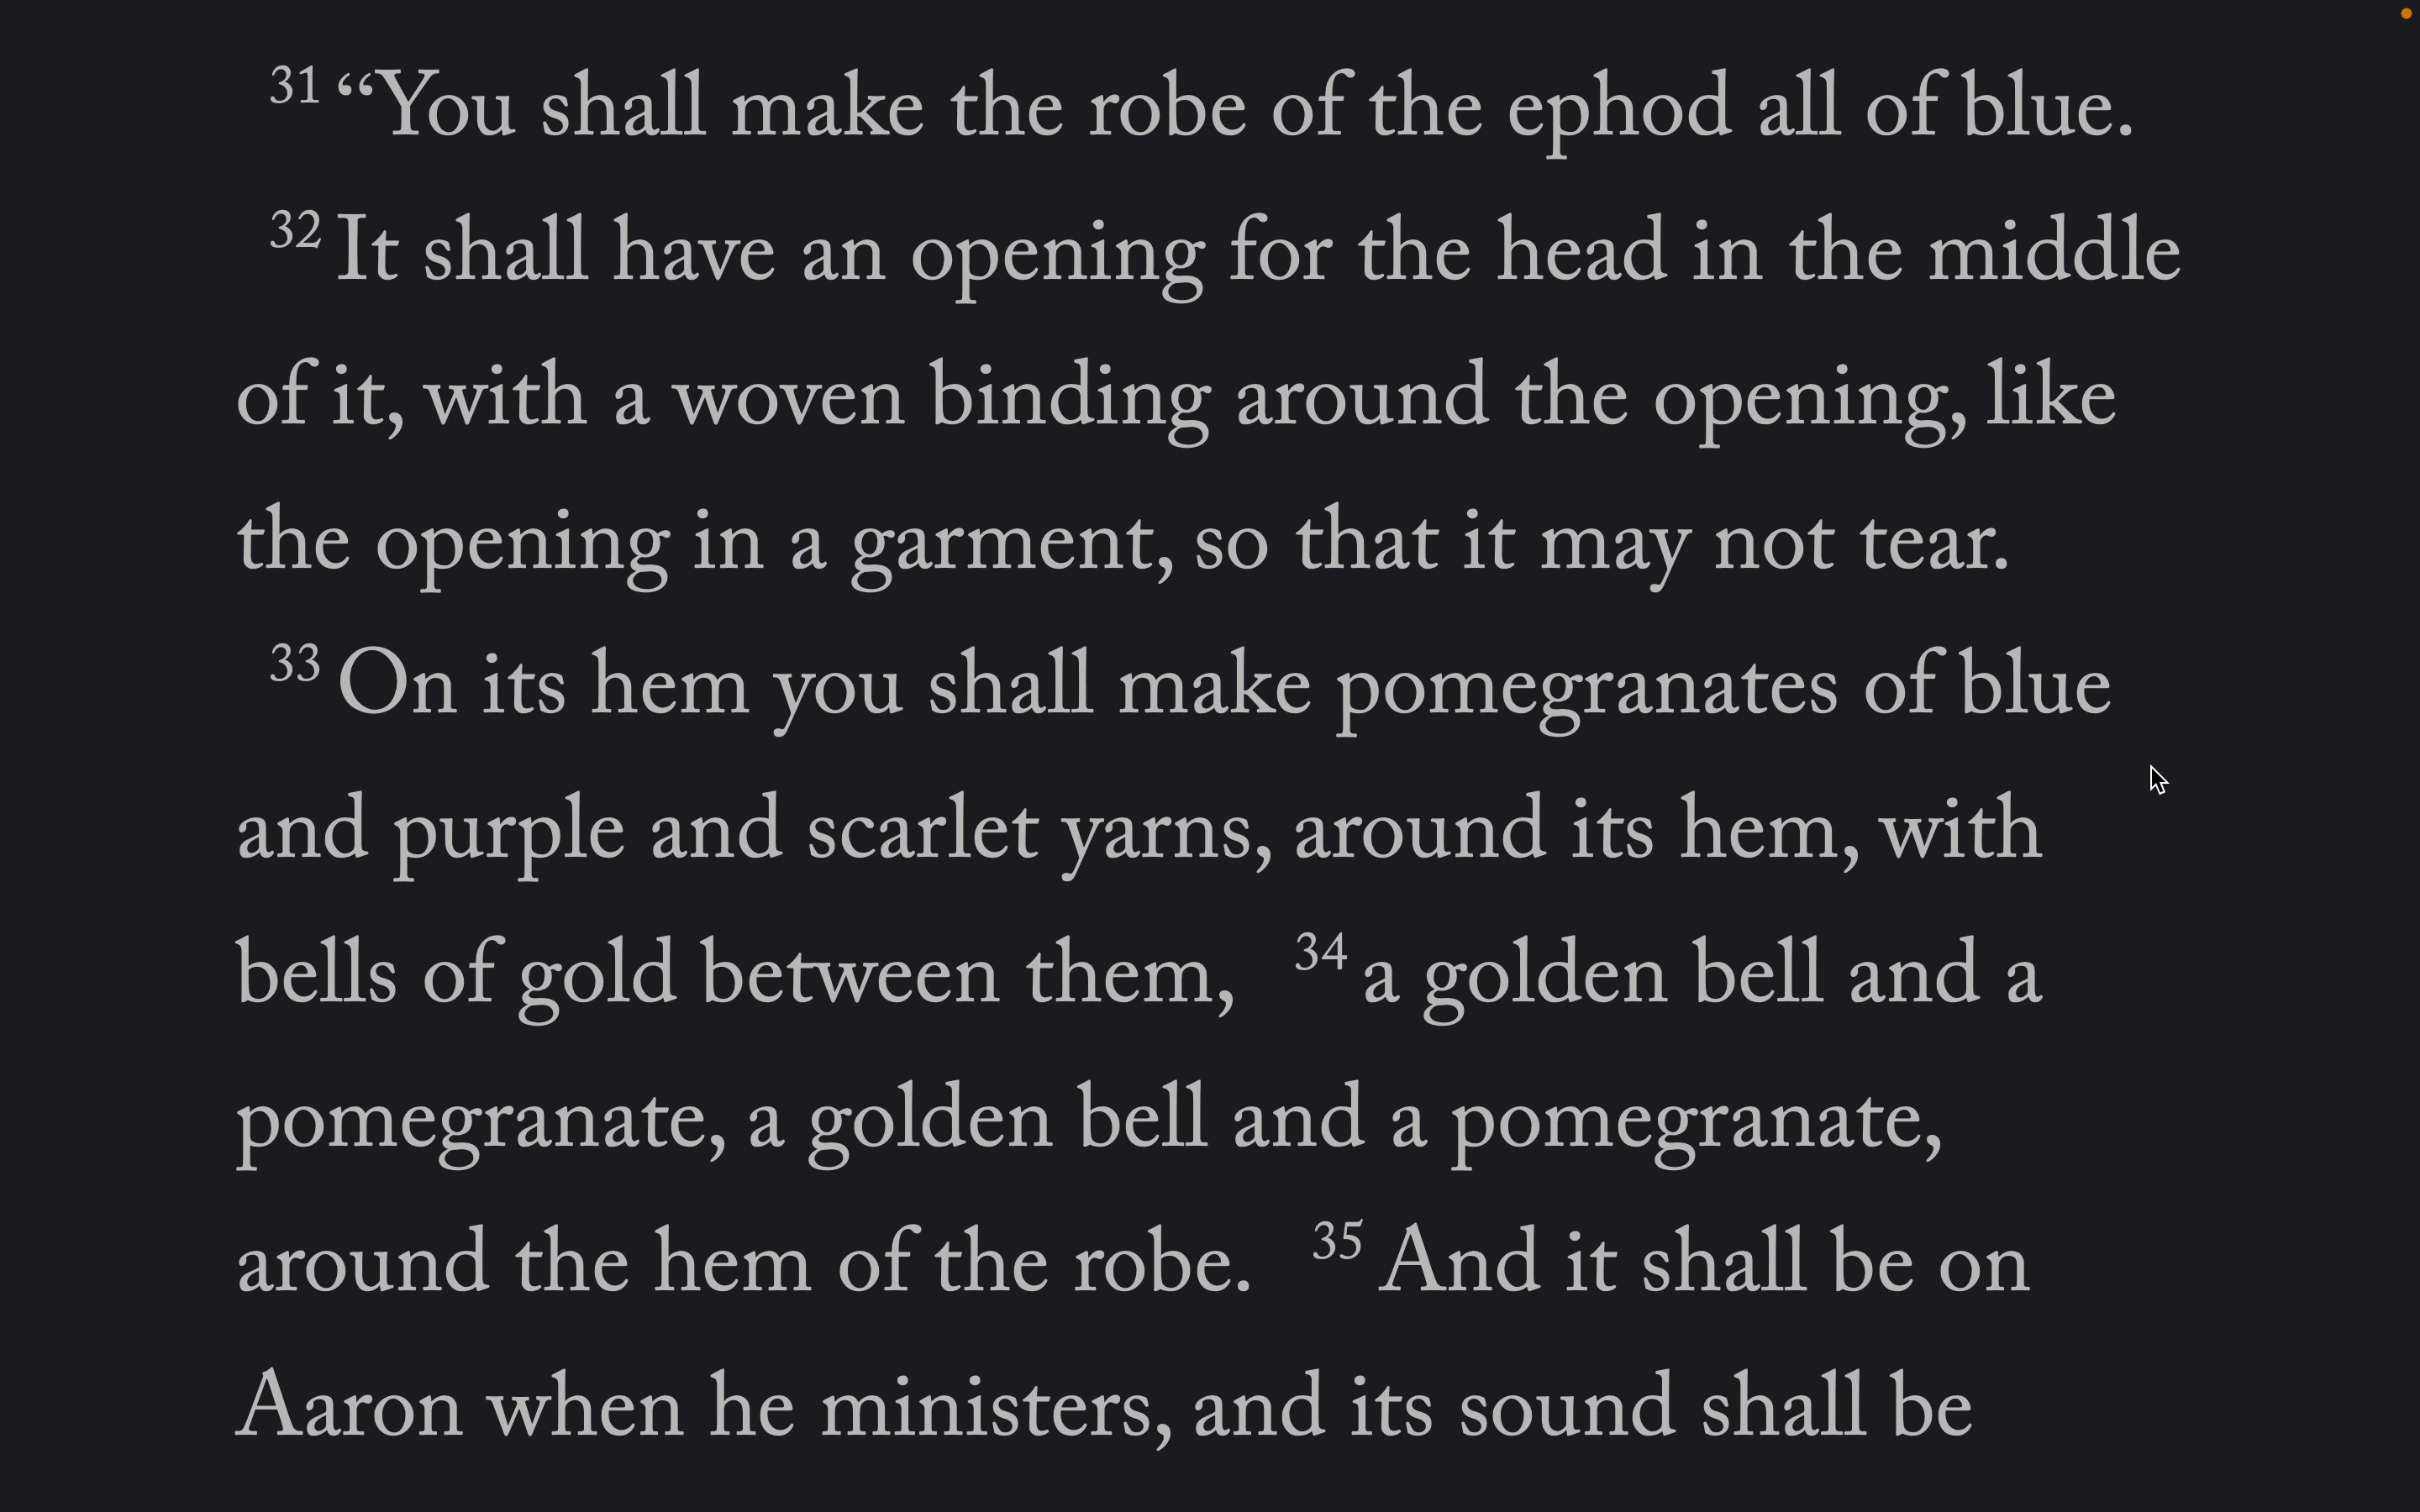 31 “You shall make the robe of the ephod all of blue.
32 It shall have an opening for the head in the middle
of it, with a woven binding around the opening, like
the opening in a garment, so that it may not tear.
33 On its hem you shall make pomegranates of blue
and purple and scarlet yarns, around its hem, with
bells of gold between them, 34 a golden bell and a
pomegranate, a golden bell and a pomegranate,
around the hem of the robe. 35 And it shall be on
Aaron when he ministers, and its sound shall be